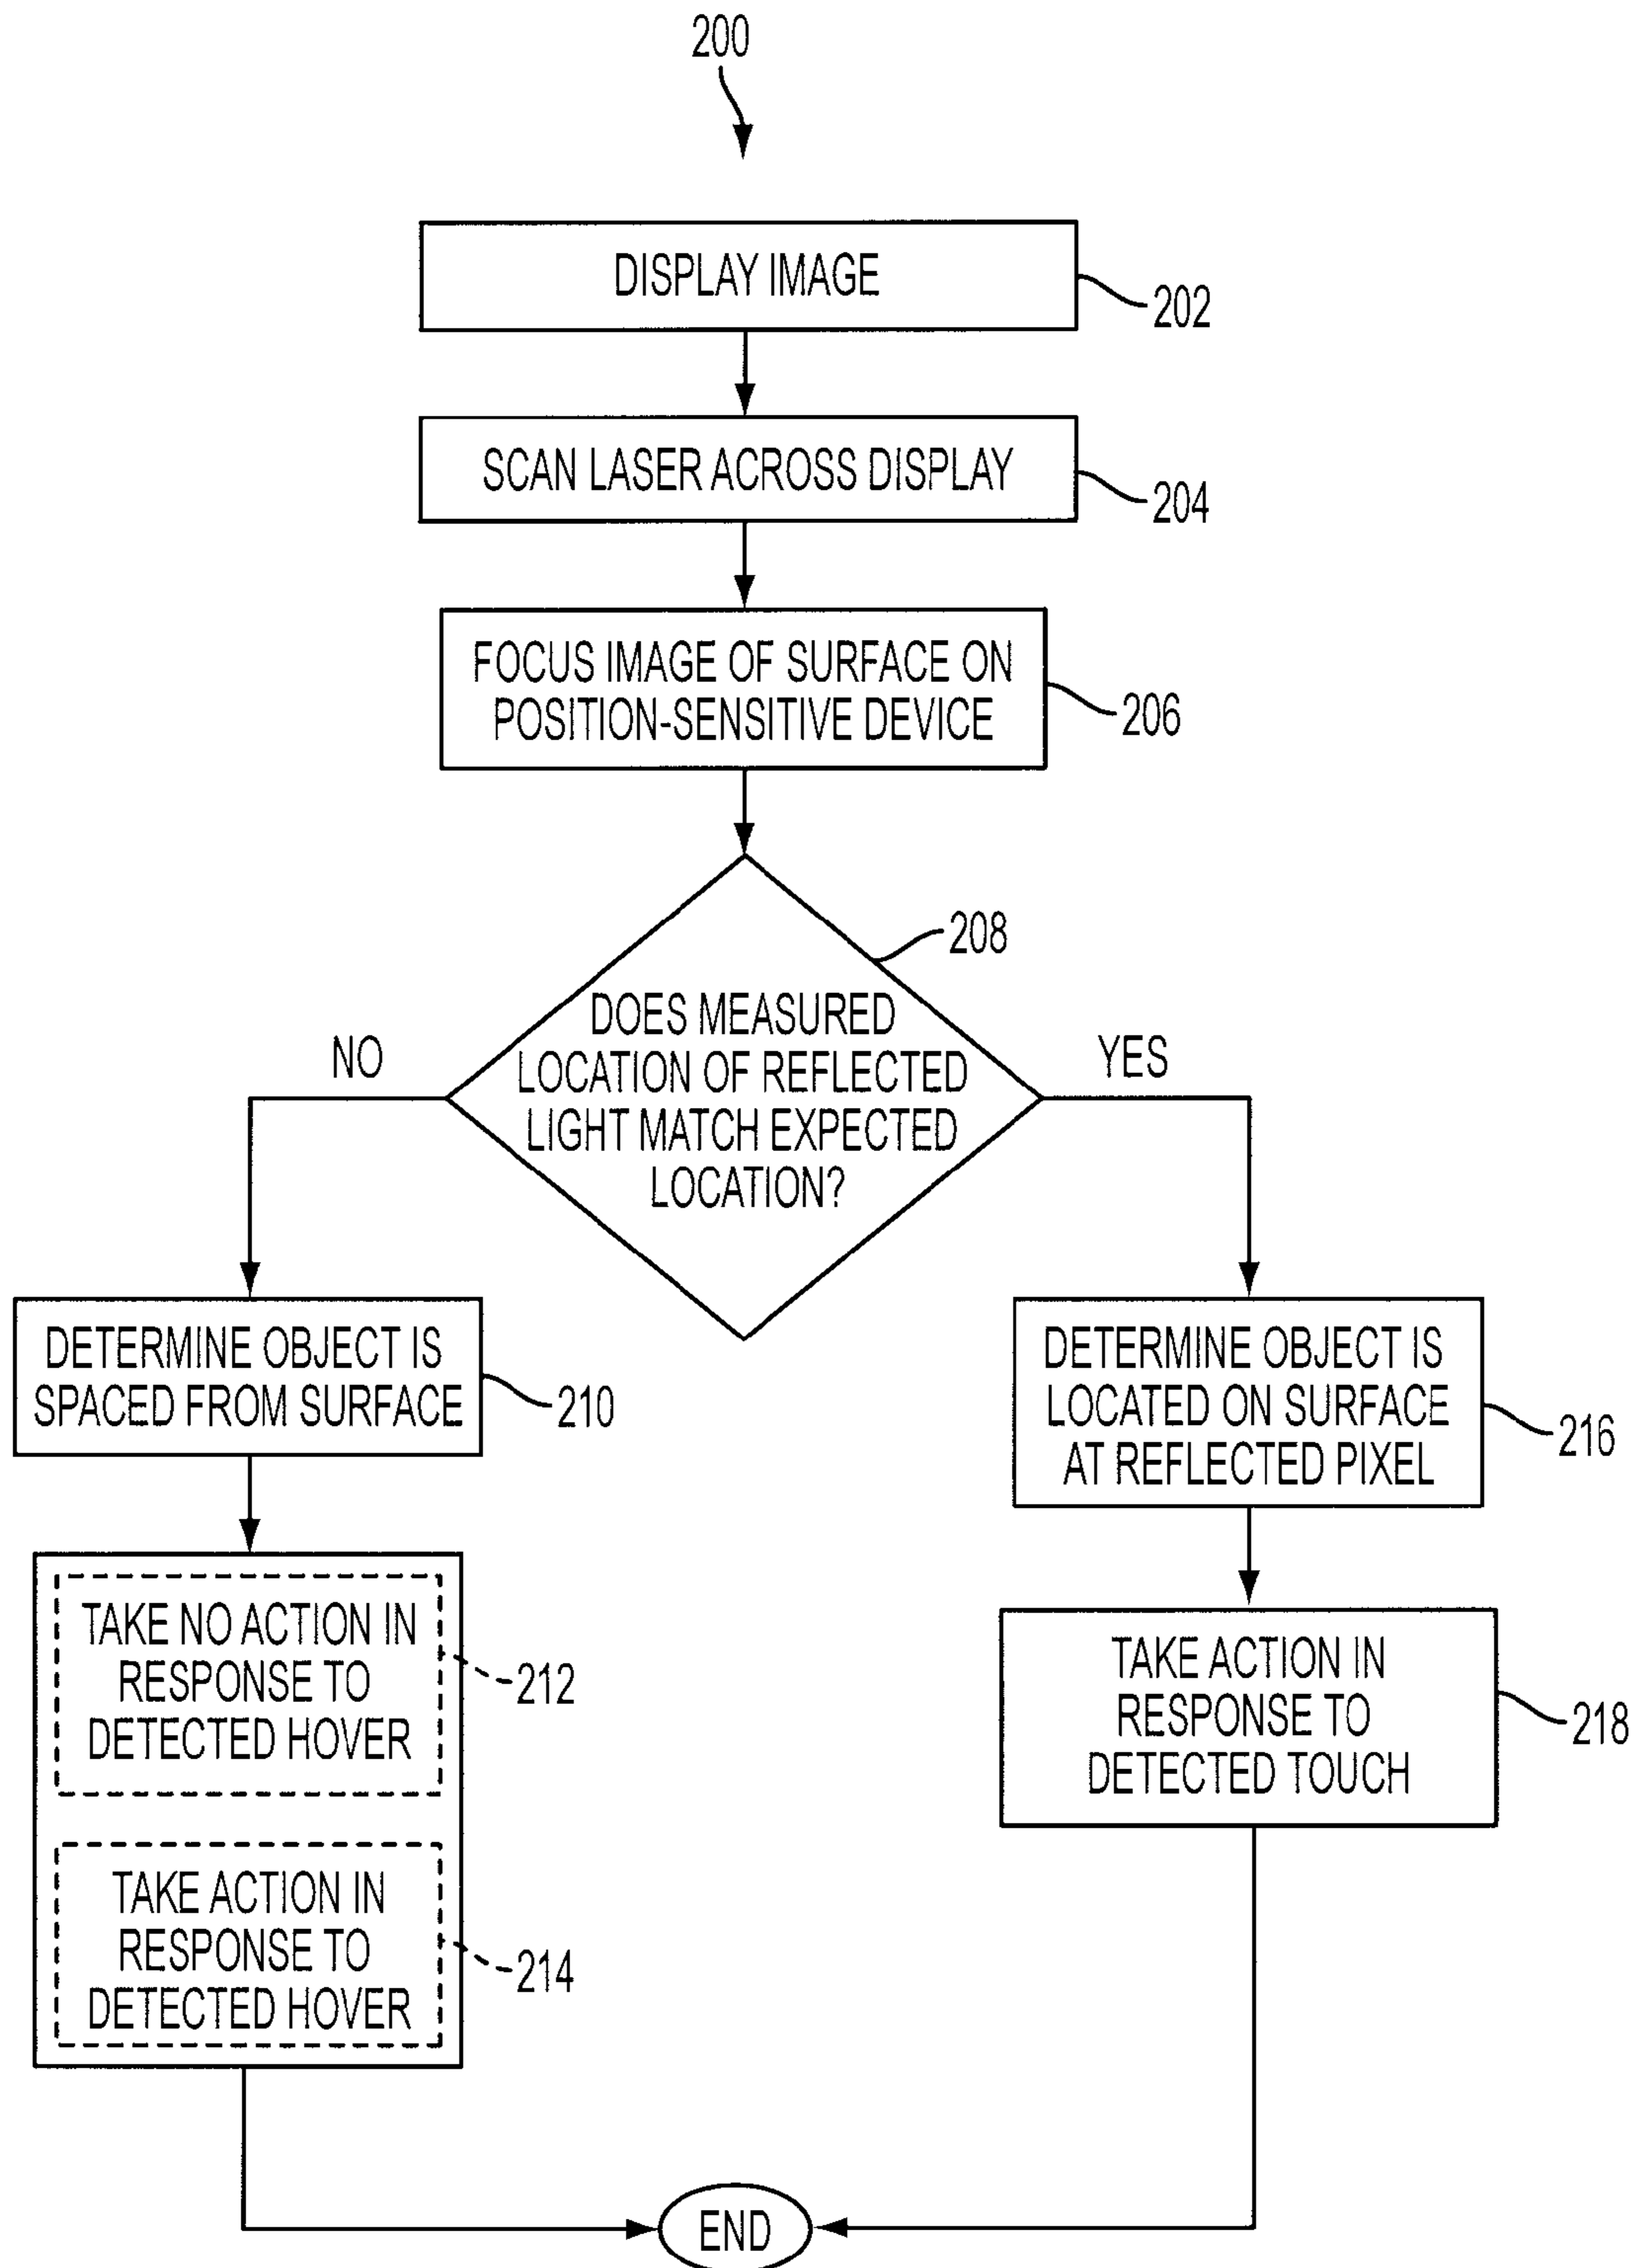 200
DISPLAY IMAGE
202
SCAN LASER ACROSS DISPLAY
204
FOCUS IMAGE OF SURFACE ON
POSITION-SENSITIVE DEVICE
206
208
DOES MEASURED
LOCATION OF REFLECTED
LIGHT MATCH EXPECTED
LOCATION?
NO
YES
DETERMINE OBJECT IS
SPACED FROM SURFACE
210
DETERMINE OBJECT IS
LOCATED ON SURFACE
AT REFLECTED PIXEL
216
TAKE NO ACTION IN
RESPONSE TO
DETECTED HOVER
212
TAKE ACTION IN
RESPONSE TO
DETECTED HOVER
214
TAKE ACTION IN
RESPONSE TO
DETECTED TOUCH
218
END